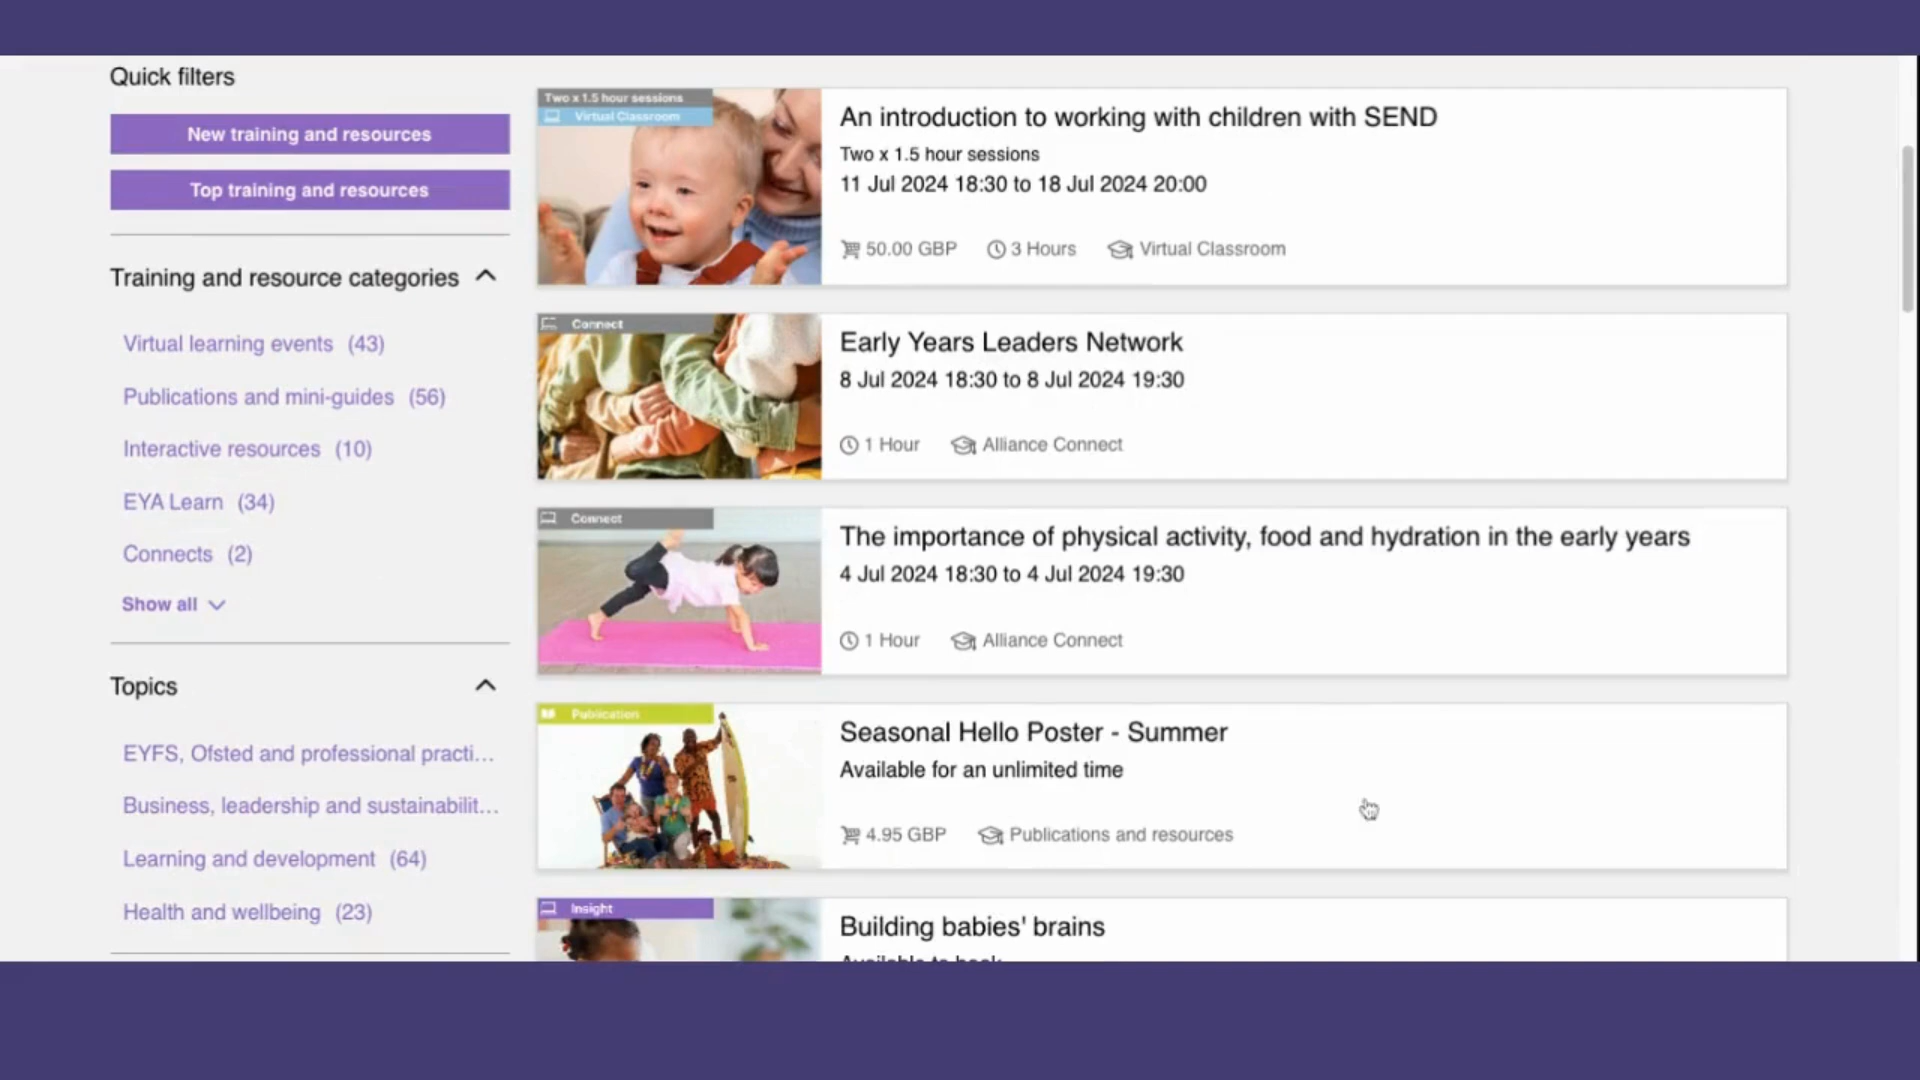 Quick filters
New training and resources
Top training and resources
Training and resource categories
Virtual learning events (43)
Publications and mini-guides (56)
Interactive resources (10)
EYA Learn (34)
Connects (2)
Show all
Topics
EYFS, Ofsted and professional practi...
Business, leadership and sustainabilit...
Learning and development (64)
Health and wellbeing (23)
Two x 1.5 hour sessions
Virtual Classroom
An introduction to working with children with SEND
Two x 1.5 hour sessions
11 Jul 2024 18:30 to 18 Jul 2024 20:00
50.00 GBP 3 Hours Virtual Classroom
Connect
Early Years Leaders Network
8 Jul 2024 18:30 to 8 Jul 2024 19:30
1 Hour Alliance Connect
Connect
The importance of physical activity, food and hydration in the early years
4 Jul 2024 18:30 to 4 Jul 2024 19:30
1 Hour Alliance Connect
Publication
Seasonal Hello Poster - Summer
Available for an unlimited time
4.95 GBP Publications and resources
Insight
Building babies' brains
Available to book